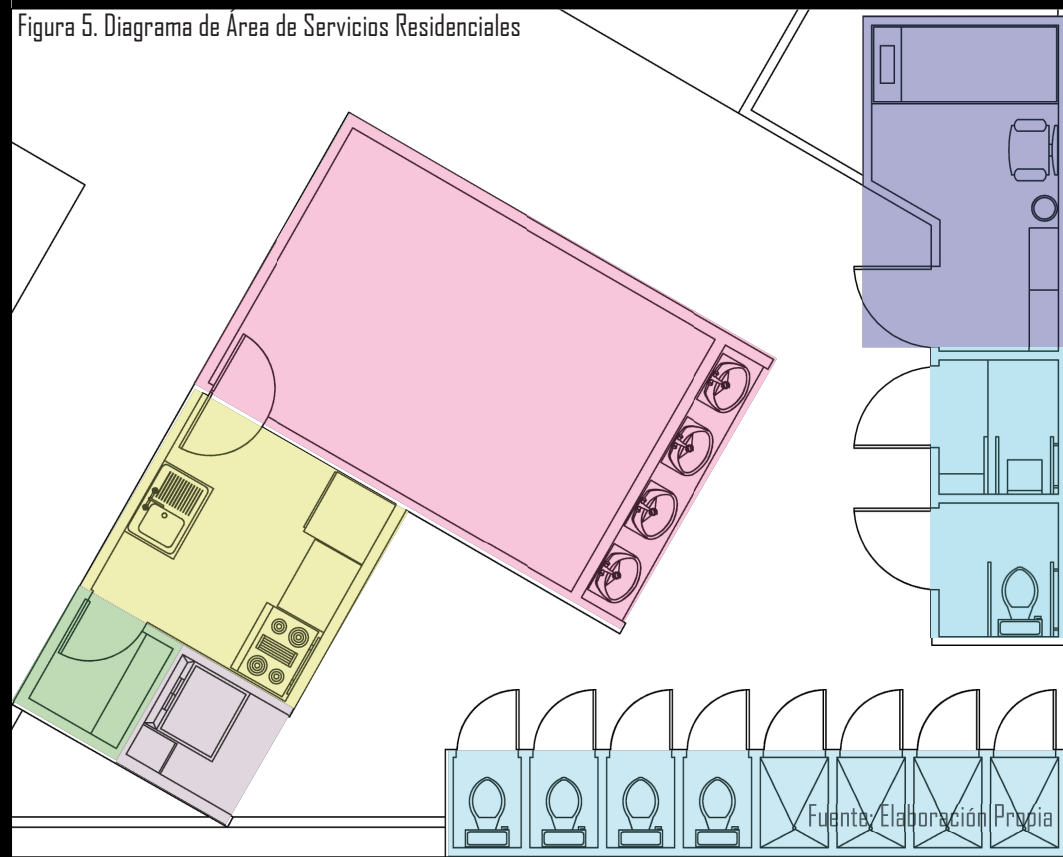 Figura 5. Diagrama de Área de Servicios Residenciales
Fuente: Elaboración Propia